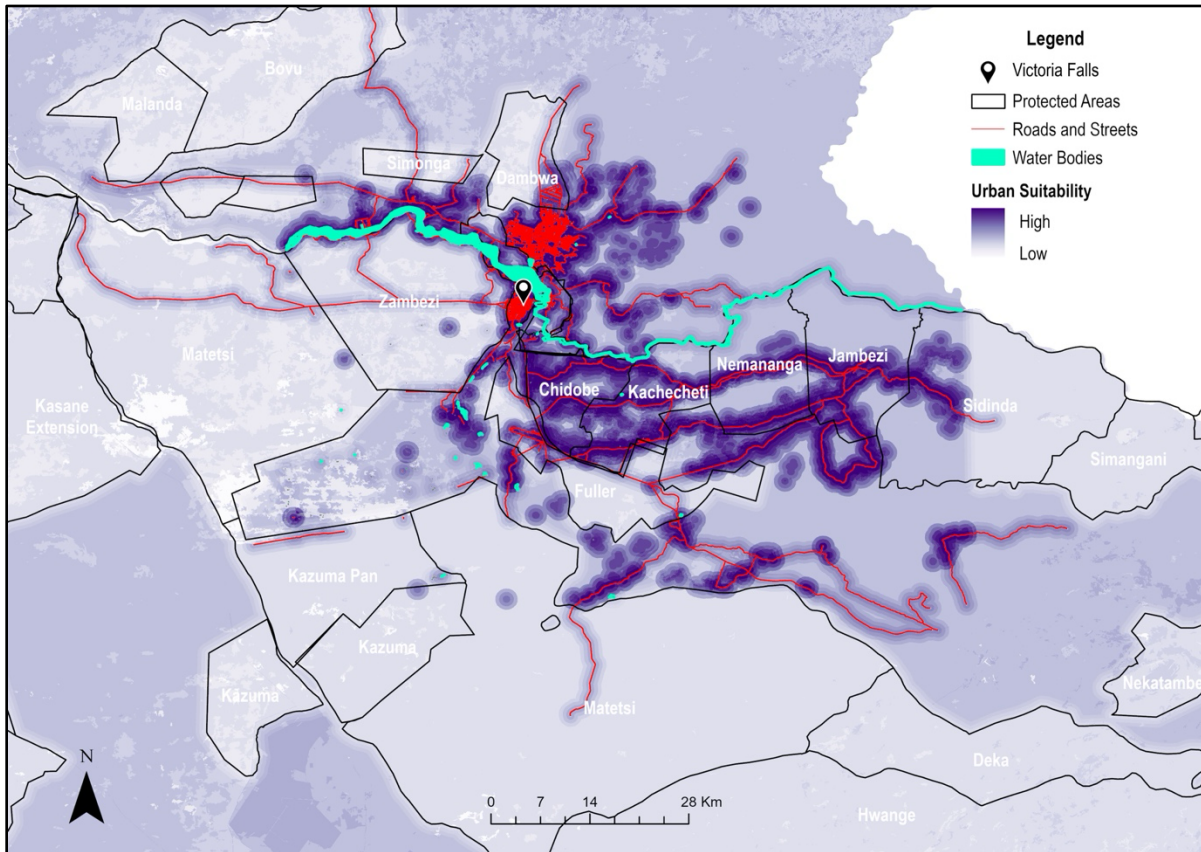 Legend
Victoria Falls
Protected Areas
Roads and Streets
Water Bodies
Urban Suitability
High
Low
Bovu
Malanda
Simonga
Dambwa
Zambezi
Matetsi
Kasane
Extension
Chidobe
Kachecheti
Nemananga
Jambezi
Sidinda
Simangani
Fuller
Kazuma Pan
Kazuma
Kazuma
Matetsi
Nekatambe
Deka
Hwange
N
0 7 14 28 Km